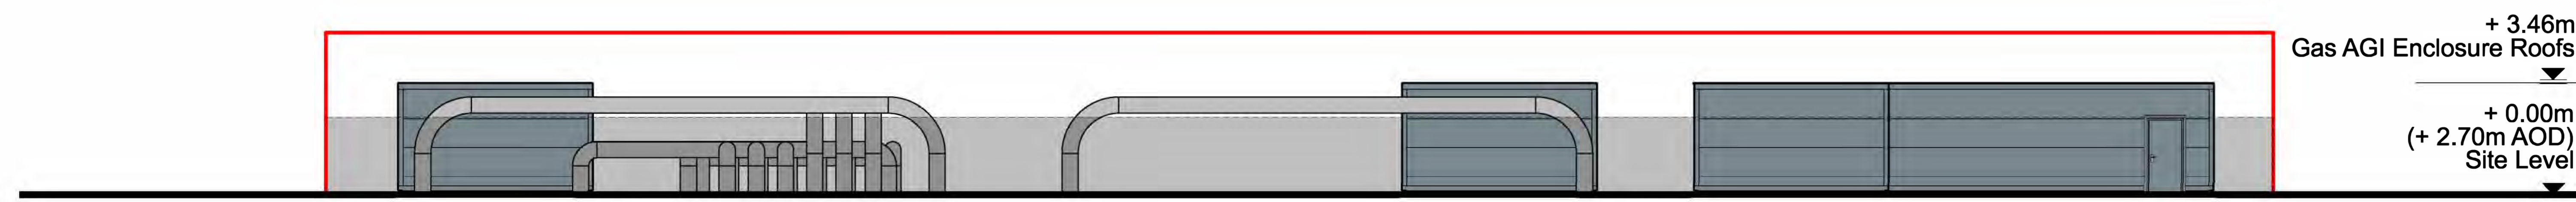 + 3.46m
Gas AGI Enclosure Roofs
+ 0.00m
(+ 2.70m AOD)
Site Level